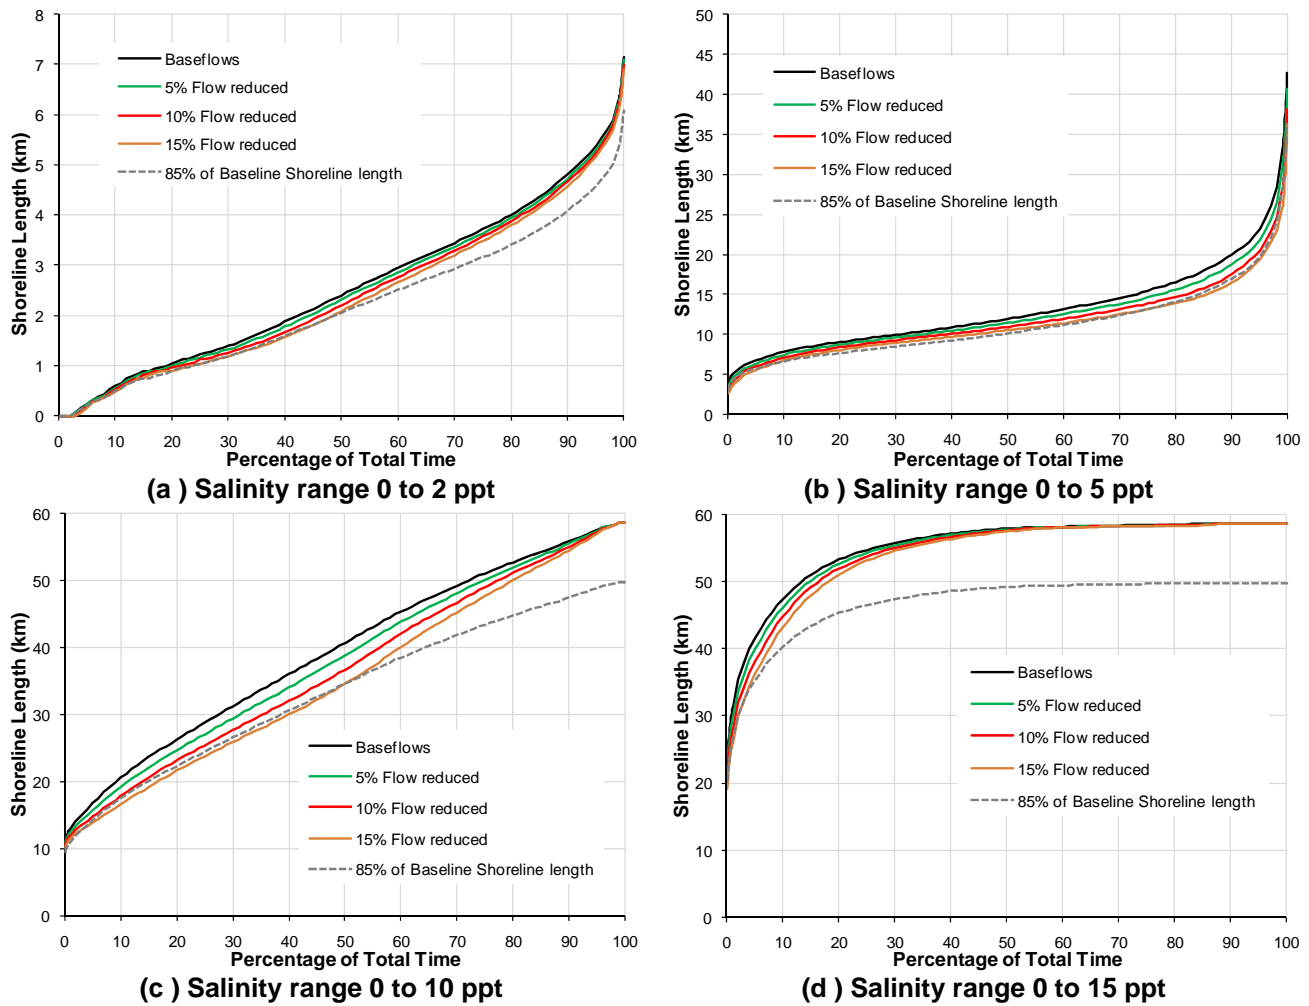 8
7
6
5
4
3
2
1
0
Shoreline Length (km)
Baseflows
5% Flow reduced
10% Flow reduced
15% Flow reduced
85% of Baseline Shoreline length
0 10 20 30 40 50 60 70 80 90 100
Percentage of Total Time
(a ) Salinity range 0 to 2 ppt
50
45
40
35
30
25
20
15
10
5
0
Shoreline Length (km)
Baseflows
5% Flow reduced
10% Flow reduced
15% Flow reduced
85% of Baseline Shoreline length
0 10 20 30 40 50 60 70 80 90 100
Percentage of Total Time
(b ) Salinity range 0 to 5 ppt
60
50
40
30
20
10
0
Shoreline Length (km)
Baseflows
5% Flow reduced
10% Flow reduced
15% Flow reduced
85% of Baseline Shoreline length
0 10 20 30 40 50 60 70 80 90 100
Percentage of Total Time
(c ) Salinity range 0 to 10 ppt
60
50
40
30
20
10
0
Shoreline Length (km)
Baseflows
5% Flow reduced
10% Flow reduced
15% Flow reduced
85% of Baseline Shoreline length
0 10 20 30 40 50 60 70 80 90 100
Percentage of Total Time
(d ) Salinity range 0 to 15 ppt